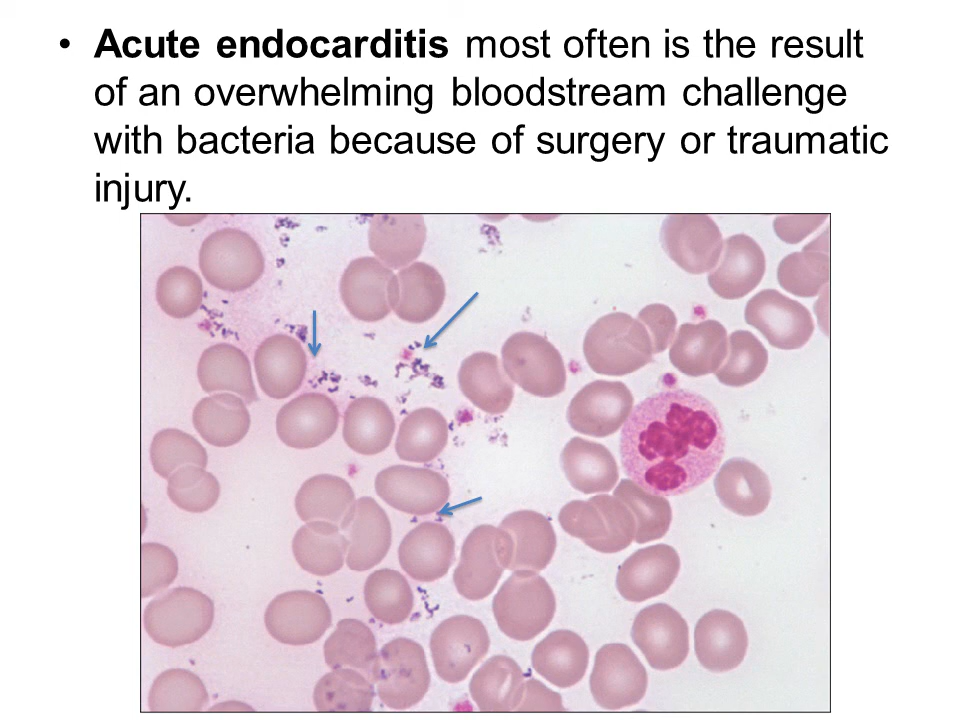 • Acute endocarditis most often is the result
of an overwhelming bloodstream challenge
with bacteria because of surgery or traumatic
injury.